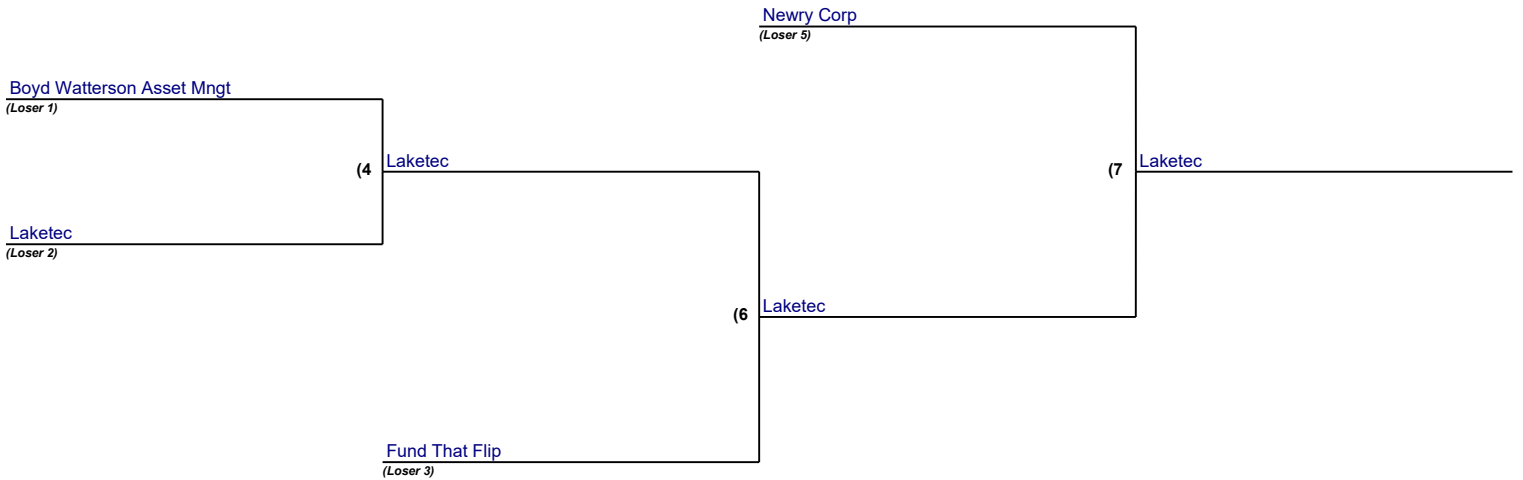 Newry Corp
(Loser 5)
Boyd Watterson Asset Mngt
(Loser 1)
(4
Laketec
(7
Laketec
Laketec
(Loser 2)
(6
Laketec
Fund That Flip
(Loser 3)